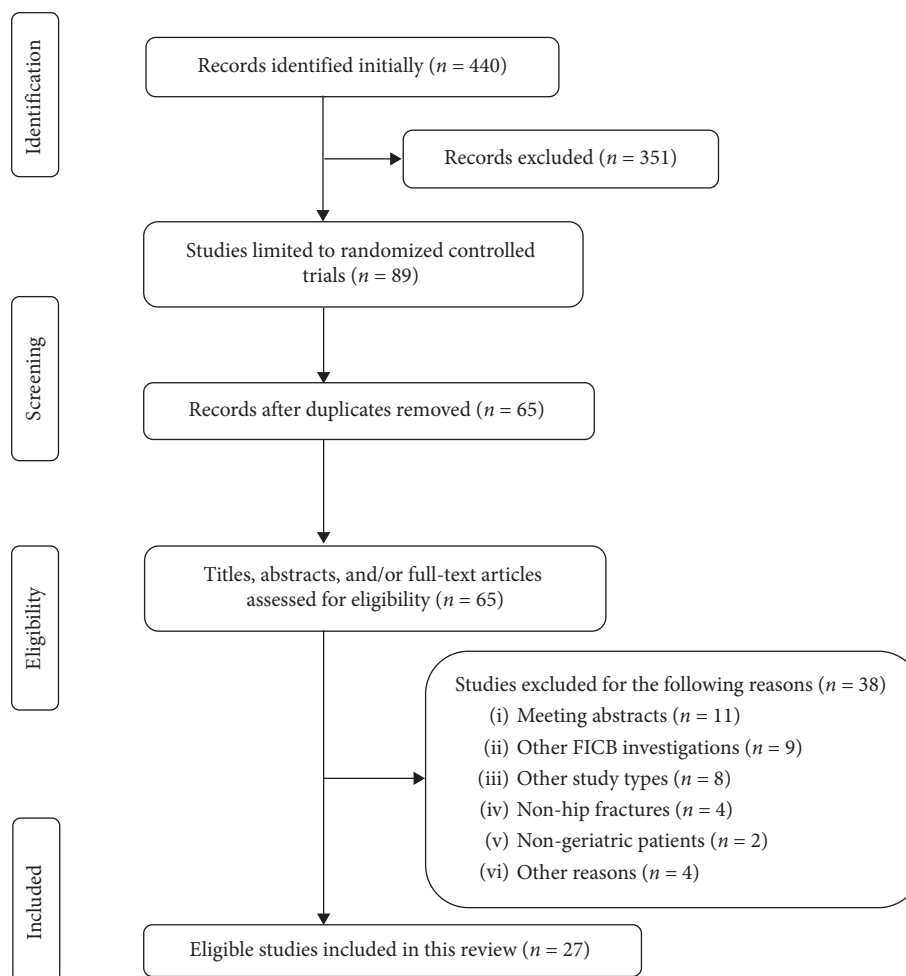 Identification
Records identified initially (n = 440)
Records excluded (n = 351)
Studies limited to randomized controlled
trials (n = 89)
Screening
Records after duplicates removed (n = 65)
Eligibility
Titles, abstracts, and/or full-text articles
assessed for eligibility (n = 65)
Studies excluded for the following reasons (n = 38)
(i) Meeting abstracts (n = 11)
(ii) Other FICB investigations (n = 9)
(iii) Other study types (n = 8)
(iv) Non-hip fractures (n = 4)
(v) Non-geriatric patients (n = 2)
(vi) Other reasons (n = 4)
Included
Eligible studies included in this review (n = 27)